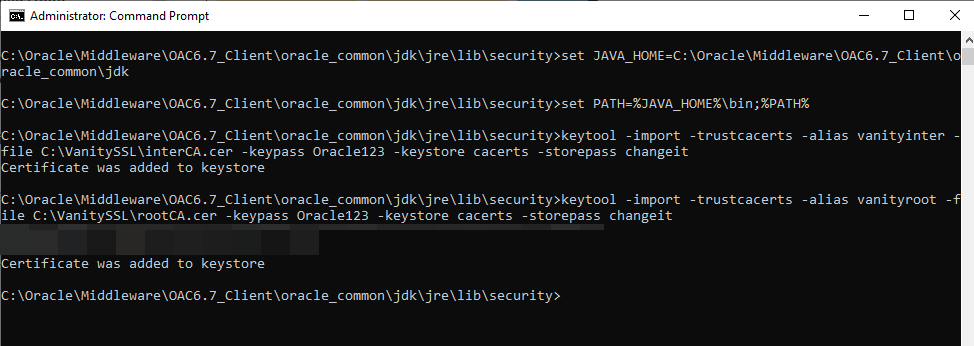 Administrator: Command Prompt
C:\Oracle\Middleware\OAC6.7_Client\oracle_common\jdk\jre\lib\security>set JAVA_HOME=C:\Oracle\Middleware\OAC6.7_Client\o
racle_common\jdk
C:\Oracle\Middleware\OAC6.7_Client\oracle_common\jdk\jre\lib\security>set PATH=%JAVA_HOME%\bin;%PATH%
C:\Oracle\Middleware\OAC6.7_Client\oracle_common\jdk\jre\lib\security>keytool -import -trustcacerts -alias vanityinter -
file C:\VanitySSL\interCA.cer -keypass Oracle123 -keystore cacerts -storepass changeit
Certificate was added to keystore
C:\Oracle\Middleware\OAC6.7_Client\oracle_common\jdk\jre\lib\security>keytool -import -trustcacerts -alias vanityroot -f
ile C:\VanitySSL\rootCA.cer -keypass Oracle123 -keystore cacerts -storepass changeit
Certificate was added to keystore
C:\Oracle\Middleware\OAC6.7_Client\oracle_common\jdk\jre\lib\security>